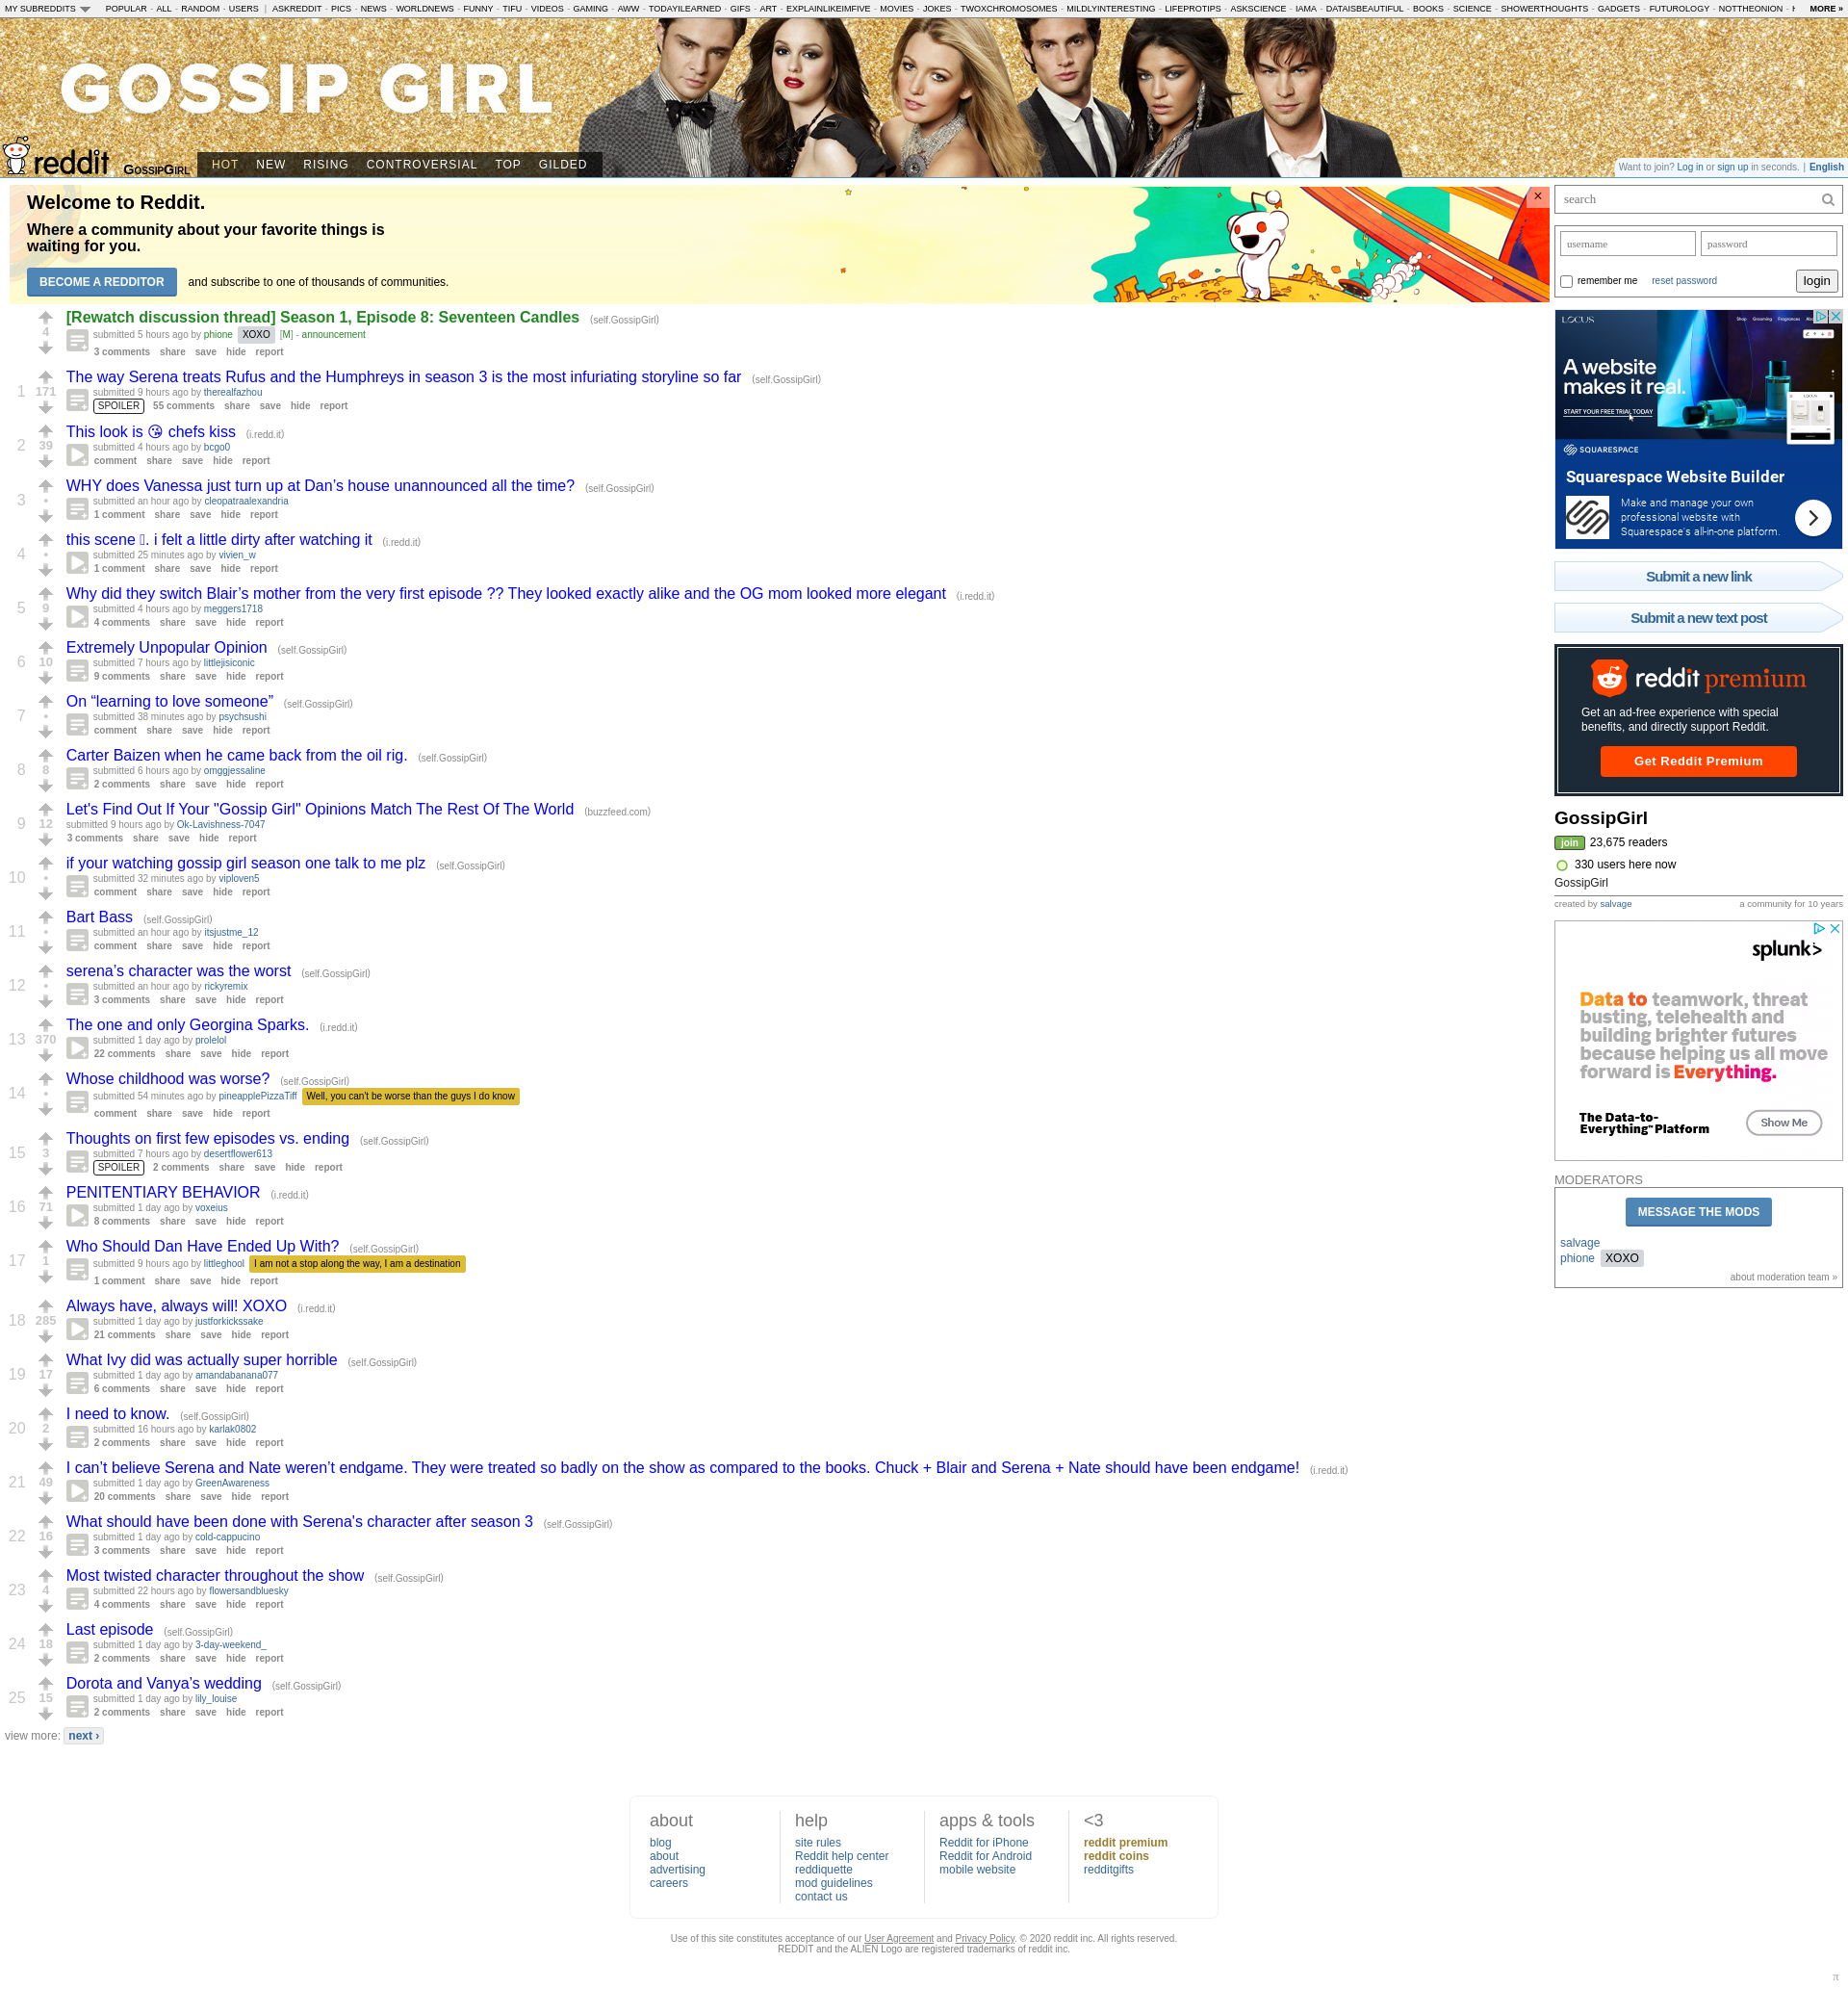 MY SUBREDDITS POPULAR - ALL - RANDOM - USERS | ASKREDDIT - PICS - NEWS - WORLDNEWS - FUNNY - TIFU - VIDEOS - GAMING - AWW - TODAYILEARNED - GIFS - ART - EXPLAINLIKEIMFIVE - MOVIES - JOKES - TWOXCHROMOSOMES - MILDLYINTERESTING - LIFEPROTIPS - ASKSCIENCE - IAMA - DATAISBEAUTIFUL - BOOKS - SCIENCE - SHOWERTHOUGHTS - GADGETS - FUTUROLOGY - NOTTHEONION - MORE »
GOSSIP GIRL
reddit GossipGirl HOT NEW RISING CONTROVERSIAL TOP GILDED
Want to join? Log in or sign up in seconds. | English
Welcome to Reddit.
Where a community about your favorite things is
waiting for you.
BECOME A REDDITOR and subscribe to one of thousands of communities.
×
4
[Rewatch discussion thread] Season 1, Episode 8: Seventeen Candles (self.GossipGirl)
submitted 5 hours ago by phione XOXO [M] - announcement
3 comments share save hide report
1 171
The way Serena treats Rufus and the Humphreys in season 3 is the most infuriating storyline so far (self.GossipGirl)
submitted 9 hours ago by therealfazhou
SPOILER 55 comments share save hide report
2 39
This look is 😘 chefs kiss (i.redd.it)
submitted 4 hours ago by bcgo0
comment share save hide report
3 •
WHY does Vanessa just turn up at Dan’s house unannounced all the time? (self.GossipGirl)
submitted an hour ago by cleopatraalexandria
1 comment share save hide report
4 •
this scene . i felt a little dirty after watching it (i.redd.it)
submitted 25 minutes ago by vivien_w
1 comment share save hide report
5 9
Why did they switch Blair’s mother from the very first episode ?? They looked exactly alike and the OG mom looked more elegant (i.redd.it)
submitted 4 hours ago by meggers1718
4 comments share save hide report
6 10
Extremely Unpopular Opinion (self.GossipGirl)
submitted 7 hours ago by littlejisiconic
9 comments share save hide report
7 •
On “learning to love someone” (self.GossipGirl)
submitted 38 minutes ago by psychsushi
comment share save hide report
8 8
Carter Baizen when he came back from the oil rig. (self.GossipGirl)
submitted 6 hours ago by omggjessaline
2 comments share save hide report
9 12
Let's Find Out If Your "Gossip Girl" Opinions Match The Rest Of The World (buzzfeed.com)
submitted 9 hours ago by Ok-Lavishness-7047
3 comments share save hide report
10 •
if your watching gossip girl season one talk to me plz (self.GossipGirl)
submitted 32 minutes ago by viploven5
comment share save hide report
11 •
Bart Bass (self.GossipGirl)
submitted an hour ago by itsjustme_12
comment share save hide report
12 •
serena’s character was the worst (self.GossipGirl)
submitted an hour ago by rickyremix
3 comments share save hide report
13 370
The one and only Georgina Sparks. (i.redd.it)
submitted 1 day ago by prolelol
22 comments share save hide report
14 •
Whose childhood was worse? (self.GossipGirl)
submitted 54 minutes ago by pineapplePizzaTiff Well, you can't be worse than the guys I do know
comment share save hide report
15 3
Thoughts on first few episodes vs. ending (self.GossipGirl)
submitted 7 hours ago by desertflower613
SPOILER 2 comments share save hide report
16 71
PENITENTIARY BEHAVIOR (i.redd.it)
submitted 1 day ago by voxeius
8 comments share save hide report
17 1
Who Should Dan Have Ended Up With? (self.GossipGirl)
submitted 9 hours ago by littleghool I am not a stop along the way, I am a destination
1 comment share save hide report
18 285
Always have, always will! XOXO (i.redd.it)
submitted 1 day ago by justforkickssake
21 comments share save hide report
19 17
What Ivy did was actually super horrible (self.GossipGirl)
submitted 1 day ago by amandabanana077
6 comments share save hide report
20 2
I need to know. (self.GossipGirl)
submitted 16 hours ago by karlak0802
2 comments share save hide report
21 49
I can’t believe Serena and Nate weren’t endgame. They were treated so badly on the show as compared to the books. Chuck + Blair and Serena + Nate should have been endgame! (i.redd.it)
submitted 1 day ago by GreenAwareness
20 comments share save hide report
22 16
What should have been done with Serena's character after season 3 (self.GossipGirl)
submitted 1 day ago by cold-cappucino
3 comments share save hide report
23 4
Most twisted character throughout the show (self.GossipGirl)
submitted 22 hours ago by flowersandbluesky
4 comments share save hide report
24 18
Last episode (self.GossipGirl)
submitted 1 day ago by 3-day-weekend_
2 comments share save hide report
25 15
Dorota and Vanya’s wedding (self.GossipGirl)
submitted 1 day ago by lily_louise
2 comments share save hide report
view more: next ›
search
username password
remember me reset password login
LOCUS
A website
makes it real.
START YOUR FREE TRIAL TODAY
SQUARESPACE
Squarespace Website Builder
Make and manage your own
professional website with
Squarespace's all-in-one platform.
Submit a new link
Submit a new text post
reddit premium
Get an ad-free experience with special
benefits, and directly support Reddit.
Get Reddit Premium
GossipGirl
join 23,675 readers
330 users here now
GossipGirl
created by salvage a community for 10 years
splunk>
Data to teamwork, threat
busting, telehealth and
building brighter futures
because helping us all move
forward is Everything.
The Data-to-
Everything™ Platform
Show Me
MODERATORS
MESSAGE THE MODS
salvage
phione XOXO
about moderation team »
about
blog
about
advertising
careers
help
site rules
Reddit help center
reddiquette
mod guidelines
contact us
apps & tools
Reddit for iPhone
Reddit for Android
mobile website
<3
reddit premium
reddit coins
redditgifts
Use of this site constitutes acceptance of our User Agreement and Privacy Policy. © 2020 reddit inc. All rights reserved.
REDDIT and the ALIEN Logo are registered trademarks of reddit inc.
π